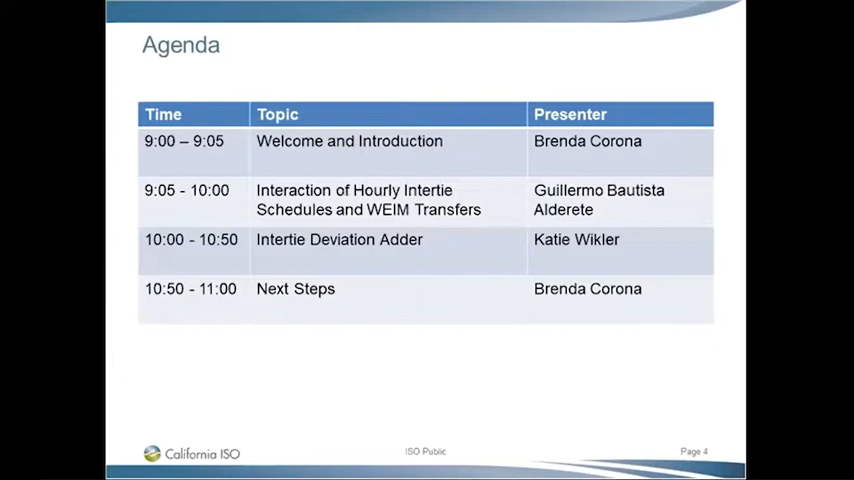 Agenda
Time Topic Presenter
9:00 – 9:05 Welcome and Introduction Brenda Corona
9:05 - 10:00 Interaction of Hourly Intertie Guillermo Bautista
Schedules and WEIM Transfers Alderete
10:00 - 10:50 Intertie Deviation Adder Katie Wikler
10:50 - 11:00 Next Steps Brenda Corona
California ISO ISO Public Page 4